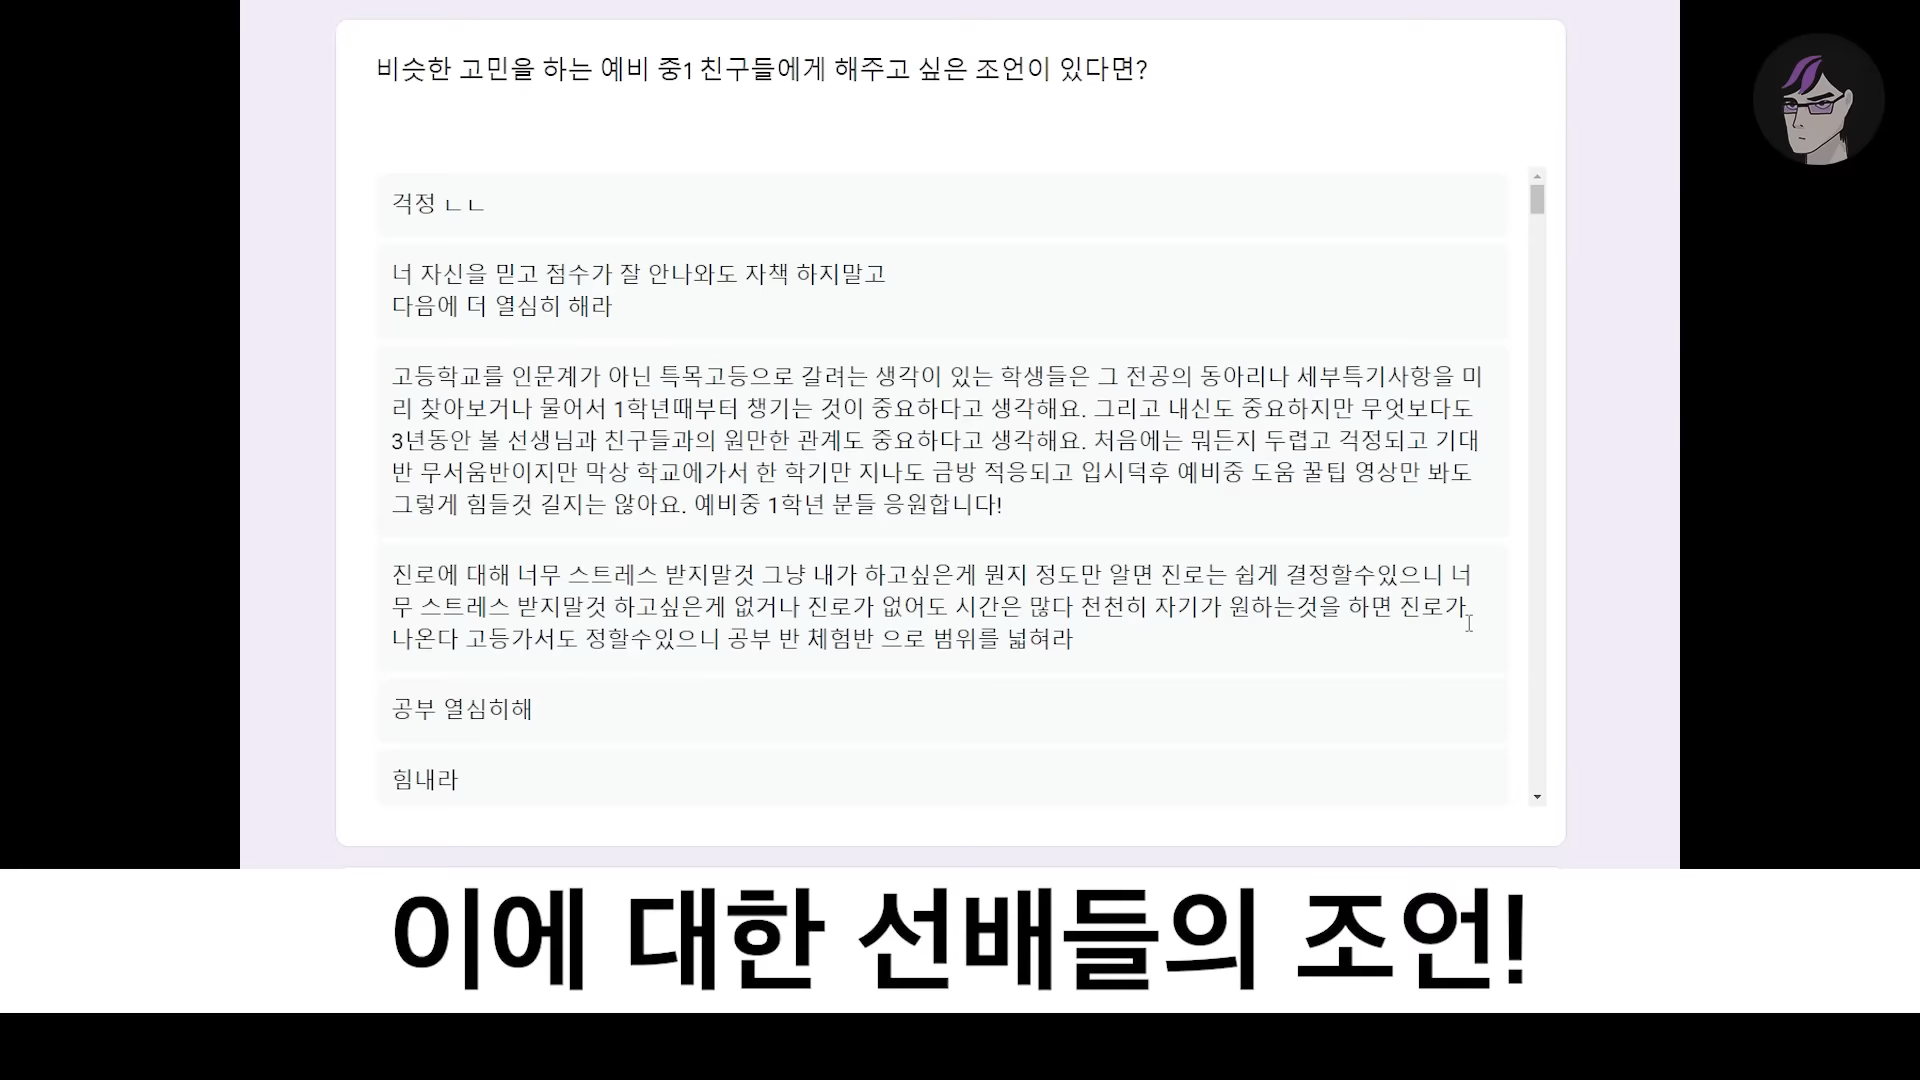 비슷한 고민을 하는 예비 중1 친구들에게 해주고 싶은 조언이 있다면?
걱정 ㄴㄴ
너 자신을 믿고 점수가 잘 안나와도 자책 하지말고
다음에 더 열심히 해라
고등학교를 인문계가 아닌 특목고등으로 갈려는 생각이 있는 학생들은 그 전공의 동아리나 세부특기사항을 미
리 찾아보거나 물어서 1학년때부터 챙기는 것이 중요하다고 생각해요. 그리고 내신도 중요하지만 무엇보다도
3년동안 볼 선생님과 친구들과의 원만한 관계도 중요하다고 생각해요. 처음에는 뭐든지 두렵고 걱정되고 기대
반 무서움반이지만 막상 학교에가서 한 학기만 지나도 금방 적응되고 입시덕후 예비중 도움 꿀팁 영상만 봐도
그렇게 힘들것 길지는 않아요. 예비중 1학년 분들 응원합니다!
진로에 대해 너무 스트레스 받지말것 그냥 내가 하고싶은게 뭔지 정도만 알면 진로는 쉽게 결정할수있으니 너
무 스트레스 받지말것 하고싶은게 없거나 진로가 없어도 시간은 많다 천천히 자기가 원하는것을 하면 진로가
나온다 고등가서도 정할수있으니 공부 반 체험반 으로 범위를 넓혀라
공부 열심히해
힘내라
이에 대한 선배들의 조언!